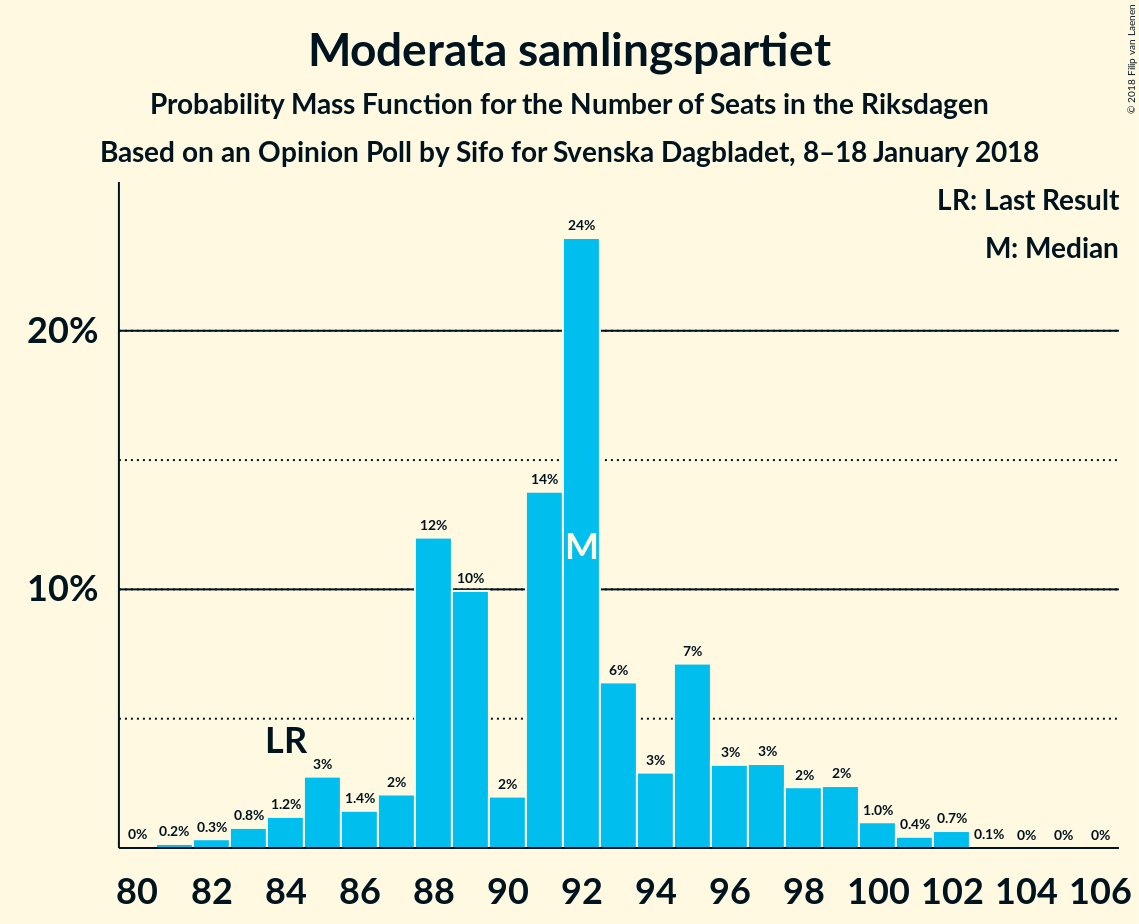 © 2018 Filip van Laenen
Moderata samlingspartiet
Probability Mass Function for the Number of Seats in the Riksdagen
Based on an Opinion Poll by Sifo for Svenska Dagbladet, 8–18 January 2018
LR: Last Result
M: Median
20%
10%
0% 0.2% 0.3% 0.8% 1.2% 3% 1.4% 2% 12% 10% 2% 14% 24% 6% 3% 7% 3% 3% 2% 2% 1.0% 0.4% 0.7% 0.1% 0% 0% 0%
LR
M
80 82 84 86 88 90 92 94 96 98 100 102 104 106